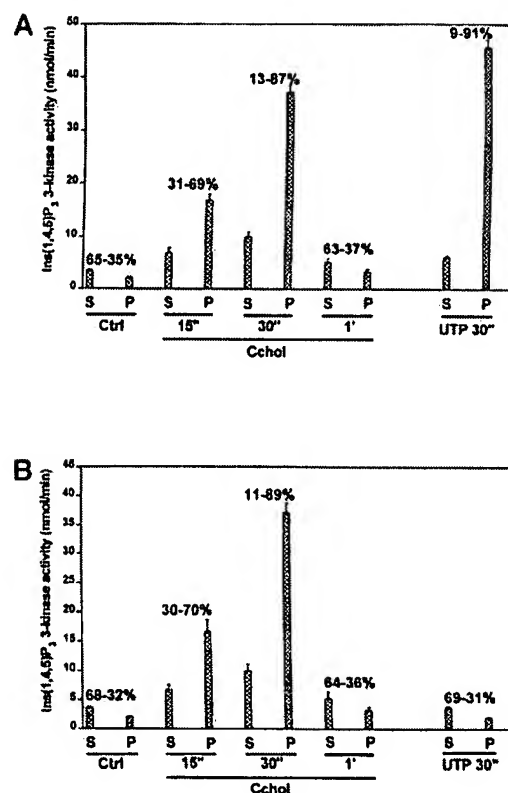 A
Ins(1,4,5)P3 3-kinase activity (nmol/min)
50
40
30
20
10
0
65-35%
31-69%
13-87%
63-37%
9-91%
S P S P S P S P S P
Ctrl 15" 30" 1' UTP 30"
Cchol
B
Ins(1,4,5)P3 3-kinase activity (nmol/min)
45
40
35
30
25
20
15
10
5
0
68-32%
30-70%
11-89%
64-36%
69-31%
S P S P S P S P S P
Ctrl 15" 30" 1' UTP 30"
Cchol